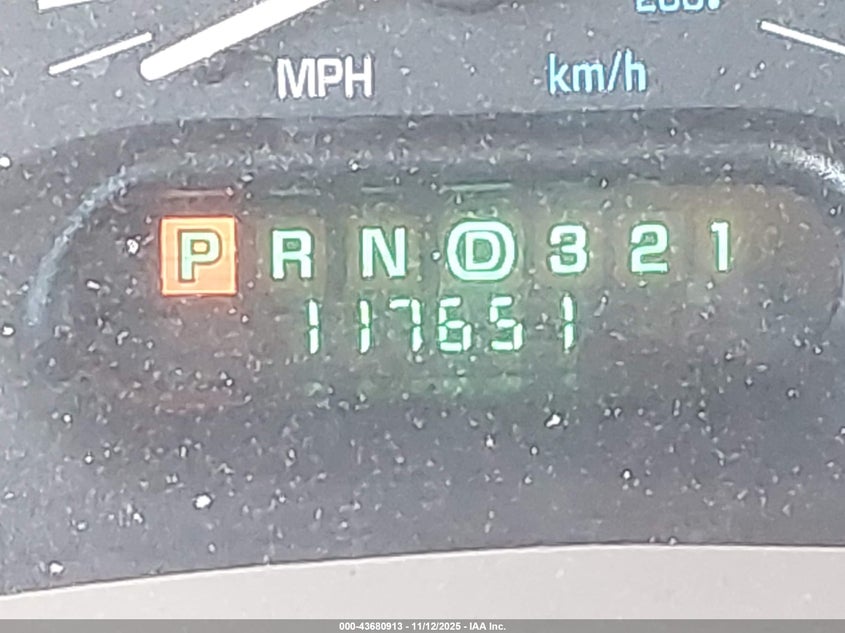 MPH km/h
P R N D 3 2 1
117651
000-43680913 - 11/12/2025 - IAA Inc.